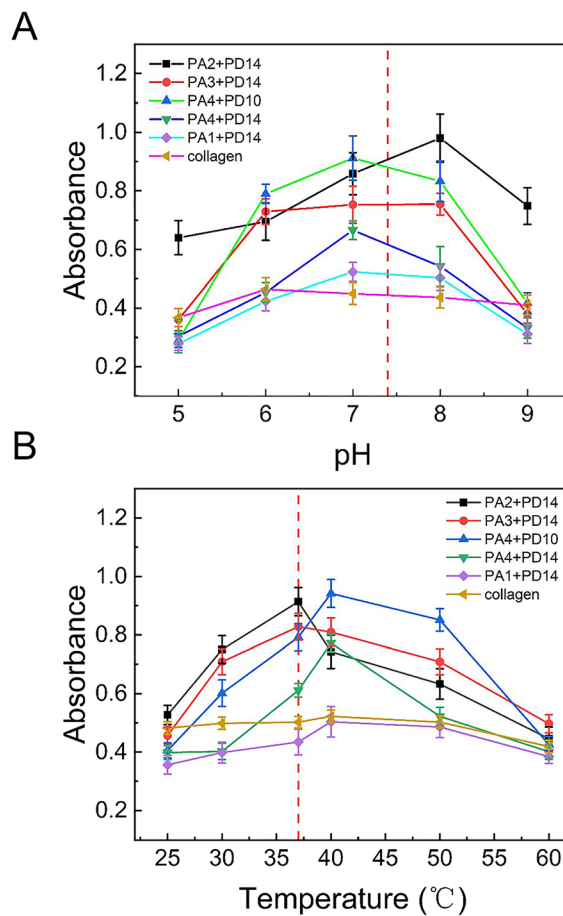 A
PA2+PD14
PA3+PD14
PA4+PD10
PA4+PD14
PA1+PD14
collagen
1.2
1.0
0.8
0.6
0.4
0.2
Absorbance
5 6 7 8 9
pH
B
PA2+PD14
PA3+PD14
PA4+PD10
PA4+PD14
PA1+PD14
collagen
1.2
1.0
0.8
0.6
0.4
0.2
Absorbance
25 30 35 40 45 50 55 60
Temperature (℃)